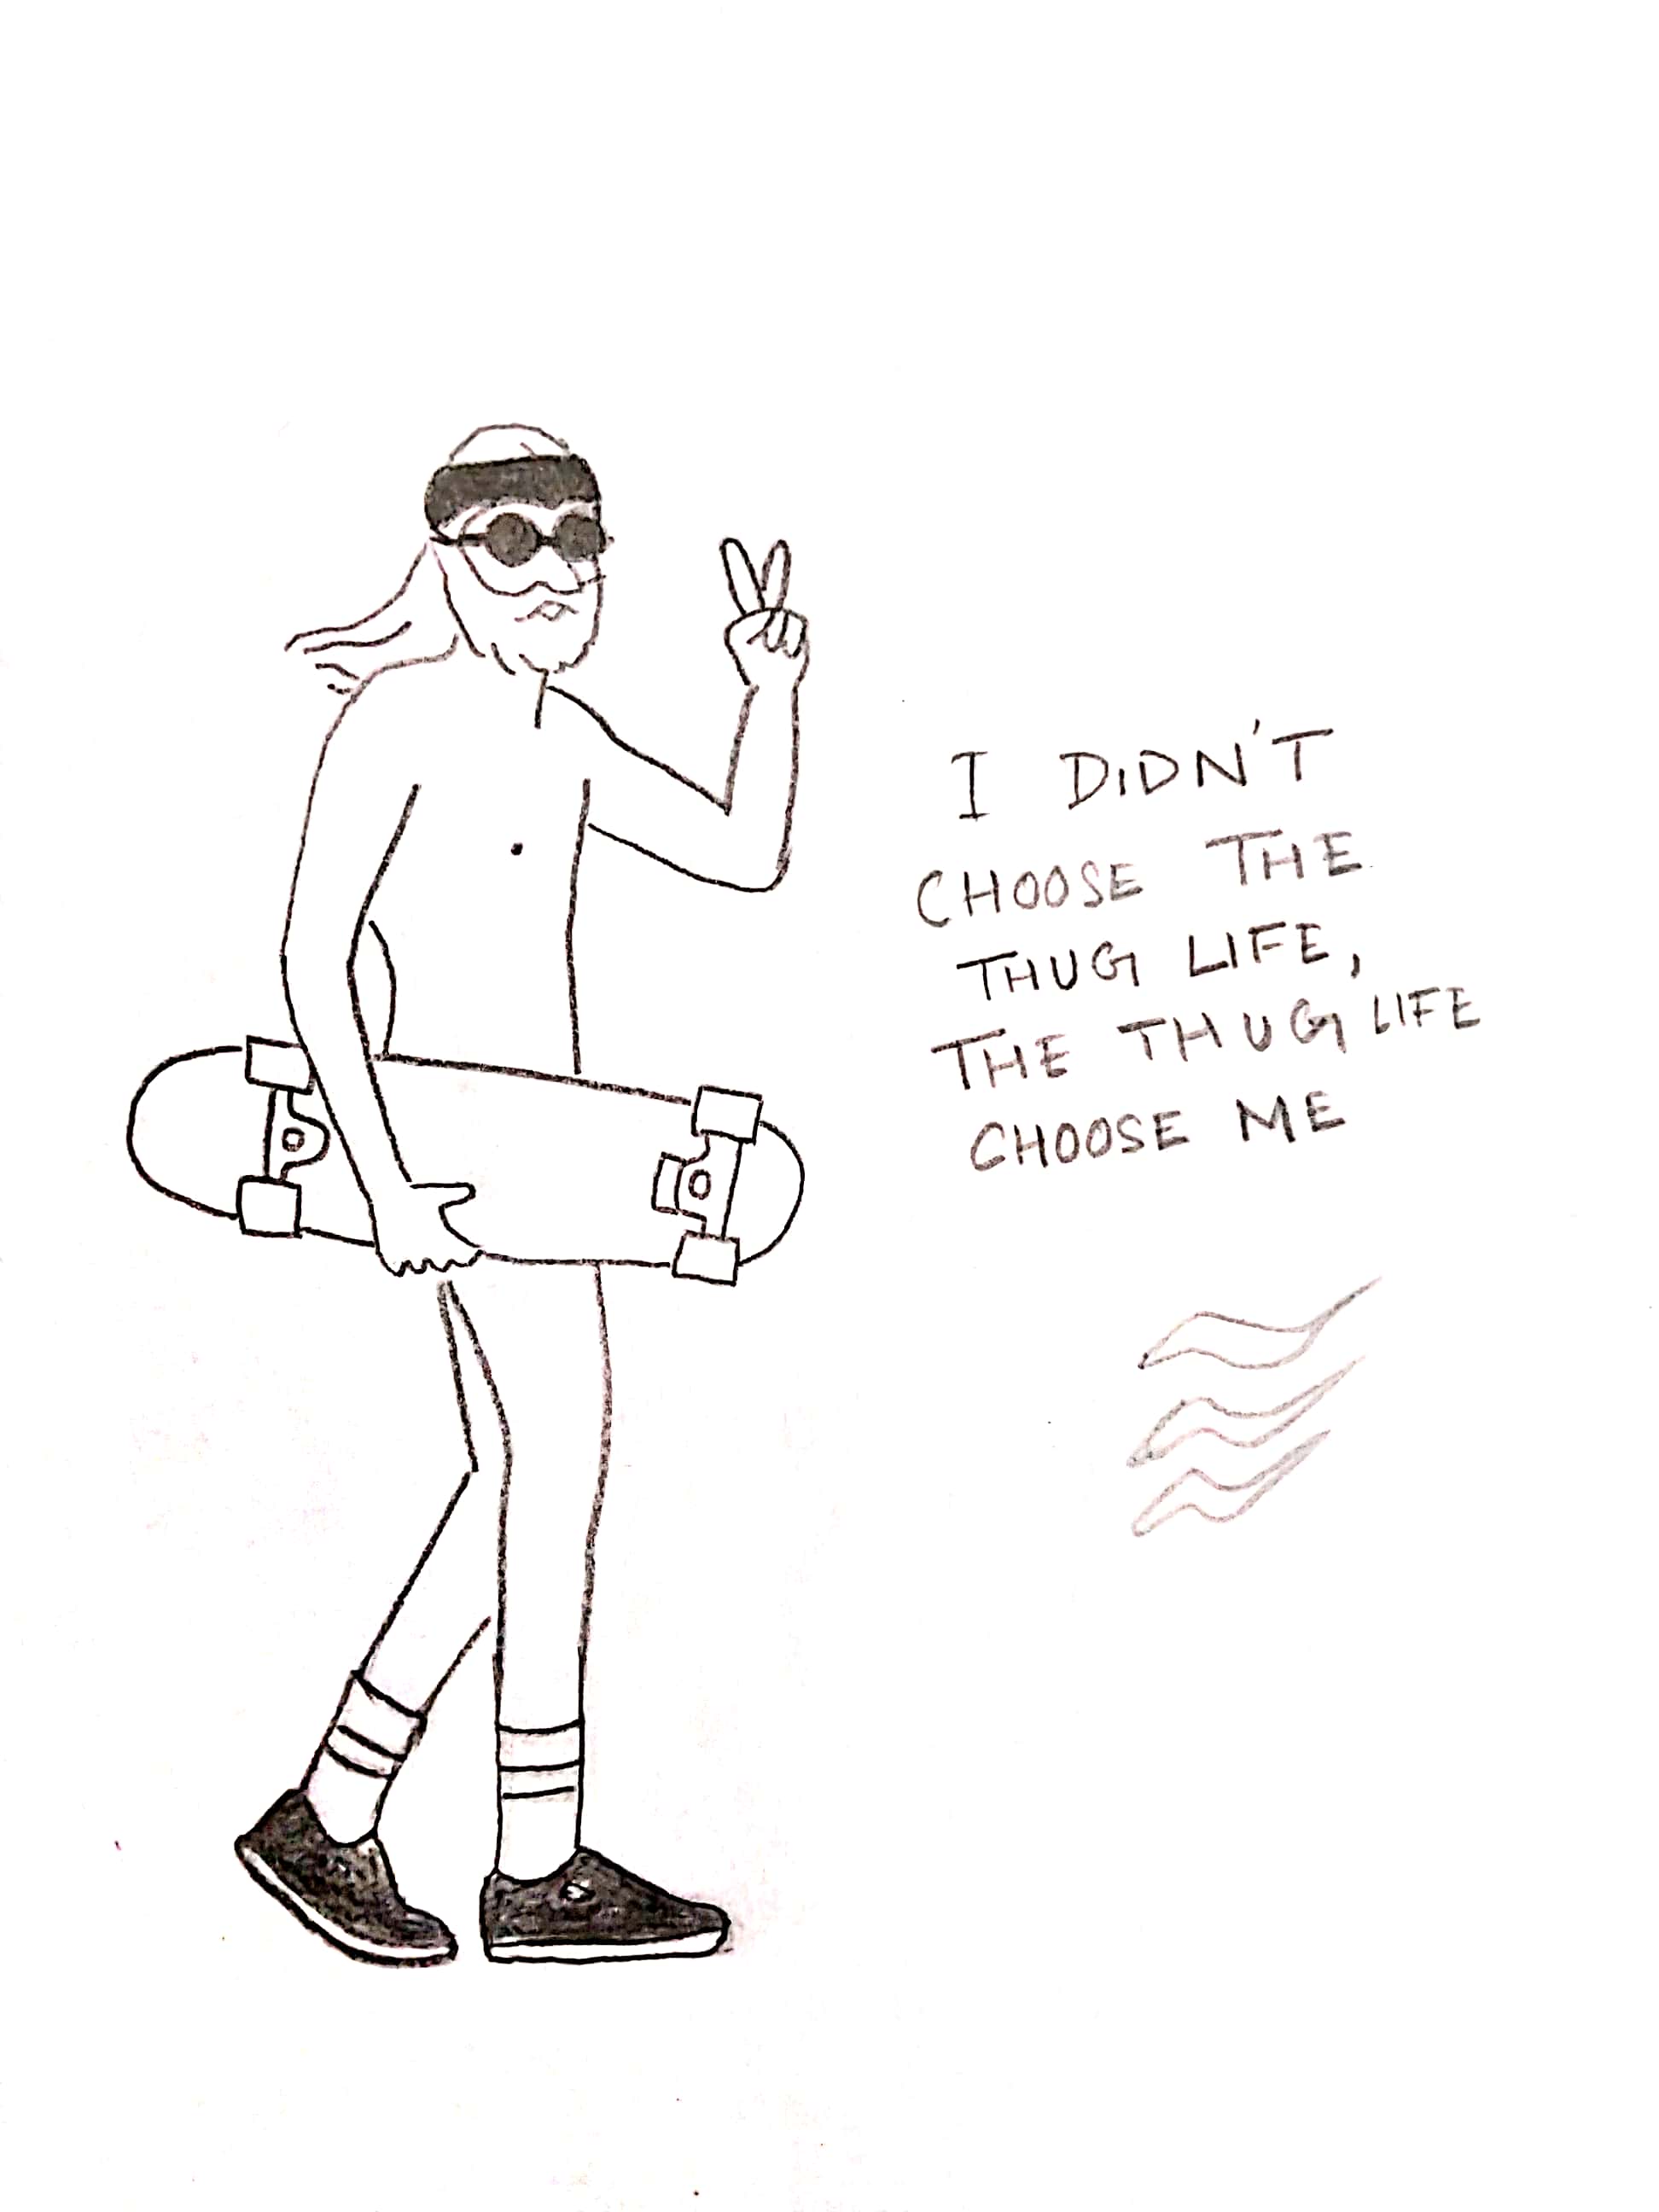 I DIDN'T
CHOOSE THE
THUG LIFE,
THE THUG LIFE
CHOOSE ME